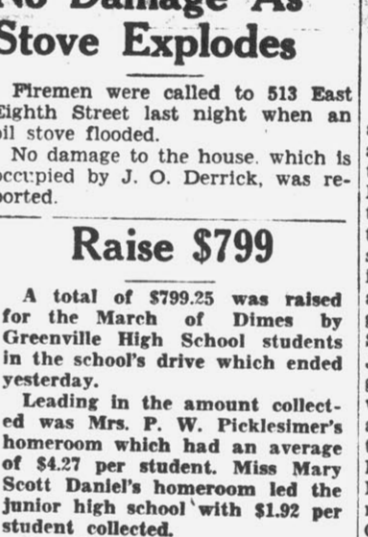 No Damage As
Stove Explodes
Firemen were called to 513 East
Eighth Street last night when an
oil stove flooded.
No damage to the house. which is
occupied by J. O. Derrick, was re-
ported.
Raise $799
A total of $799.25 was raised
for the March of Dimes by
Greenville High School students
in the school's drive which ended
yesterday.
Leading in the amount collect-
ed was Mrs. P. W. Picklesimer's
homeroom which had an average
of $4.27 per student. Miss Mary
Scott Daniel's homeroom led the
junior high school with $1.92 per
student collected.